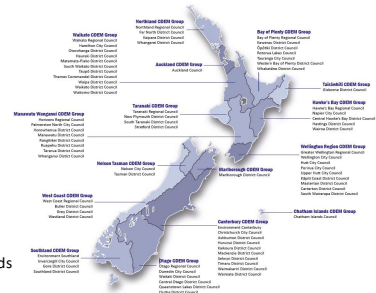 Northland CDEM Group
Northland Regional Council
Far North District Council
Kaipara District Council
Whangarei District Council
Waikato CDEM Group
Waikato Regional Council
Hamilton City Council
Otorohanga District Council
Hauraki District Council
Matamata-Piako District Council
South Waikato District Council
Taupō District Council
Thames Coromandel District Council
Waipa District Council
Waikato District Council
Waitomo District Council
Auckland CDEM Group
Auckland Council
Bay of Plenty CDEM Group
Bay of Plenty Regional Council
Kawerau District Council
Ōpōtiki District Council
Rotorua Lakes Council
Tauranga City Council
Western Bay of Plenty District Council
Whakatāne District Council
Tairāwhiti CDEM Group
Gisborne District Council
Taranaki CDEM Group
Taranaki Regional Council
New Plymouth District Council
South Taranaki District Council
Stratford District Council
Hawke's Bay CDEM Group
Hawke's Bay Regional Council
Napier City Council
Central Hawke's Bay District Council
Hastings District Council
Wairoa District Council
Manawatu Wanganui CDEM Group
Horizons Regional Council
Palmerston North City Council
Horowhenua District Council
Manawatu District Council
Rangitikei District Council
Ruapehu District Council
Tararua District Council
Whanganui District Council
Wellington Region CDEM Group
Greater Wellington Regional Council
Wellington City Council
Hutt City Council
Porirua City Council
Upper Hutt City Council
Kāpiti Coast District Council
Masterton District Council
Carterton District Council
South Wairarapa District Council
Nelson Tasman CDEM Group
Nelson City Council
Tasman District Council
Marlborough CDEM Group
Marlborough District Council
West Coast CDEM Group
West Coast Regional Council
Buller District Council
Grey District Council
Westland District Council
Chatham Islands CDEM Group
Chatham Islands Council
Canterbury CDEM Group
Environment Canterbury
Christchurch City Council
Ashburton District Council
Hurunui District Council
Kaikoura District Council
Mackenzie District Council
Selwyn District Council
Timaru District Council
Waimakariri District Council
Waimate District Council
Southland CDEM Group
Environment Southland
Invercargill City Council
Gore District Council
Southland District Council
Otago CDEM Group
Otago Regional Council
Dunedin City Council
Waitaki District Council
Central Otago District Council
Queenstown Lakes District Council
Clutha District Council
ds